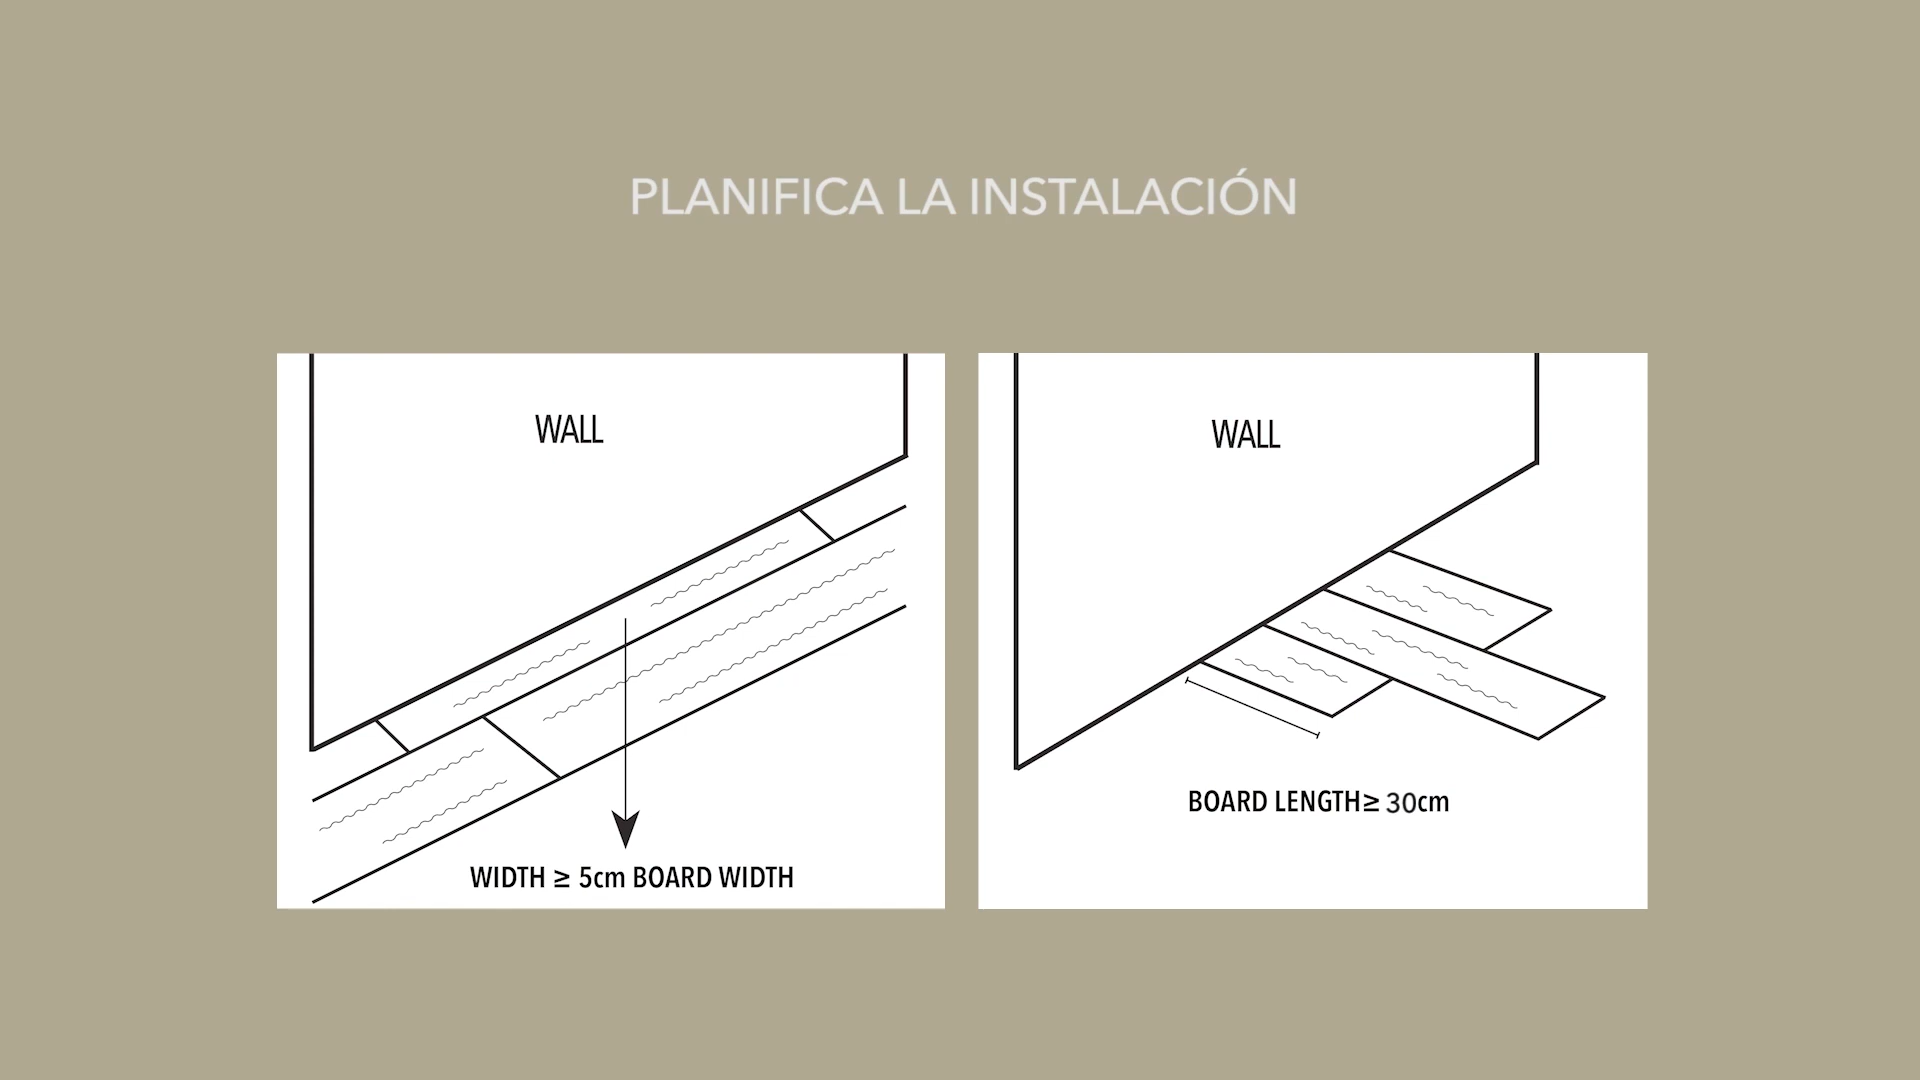 PLANIFICA LA INSTALACIÓN
WALL
WIDTH ≥ 5cm BOARD WIDTH
WALL
BOARD LENGTH≥ 30cm